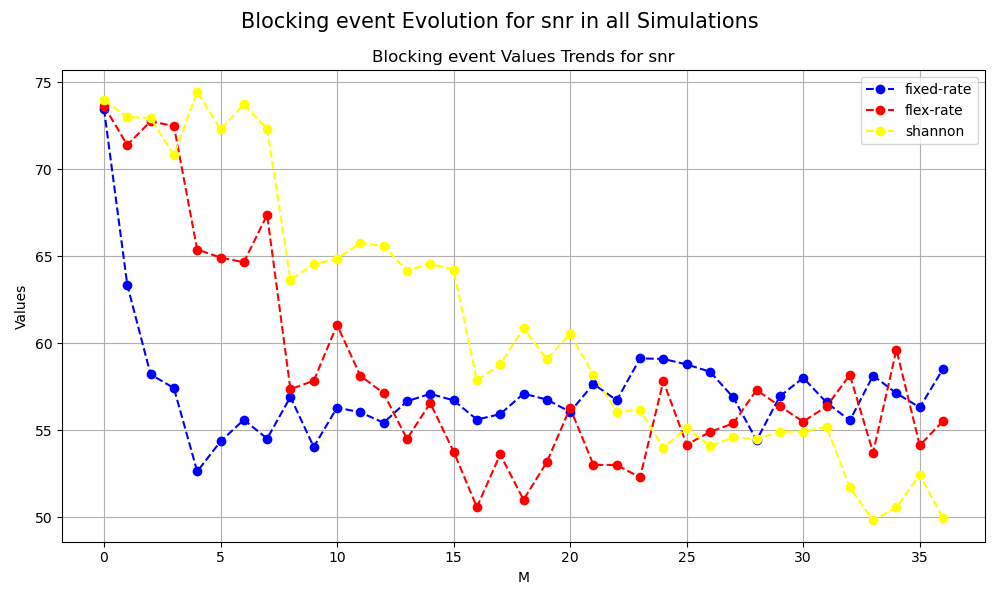 Blocking event Evolution for snr in all Simulations
Blocking event Values Trends for snr
fixed-rate
flex-rate
shannon
Values
75
70
65
60
55
50
0 5 10 15 20 25 30 35
M